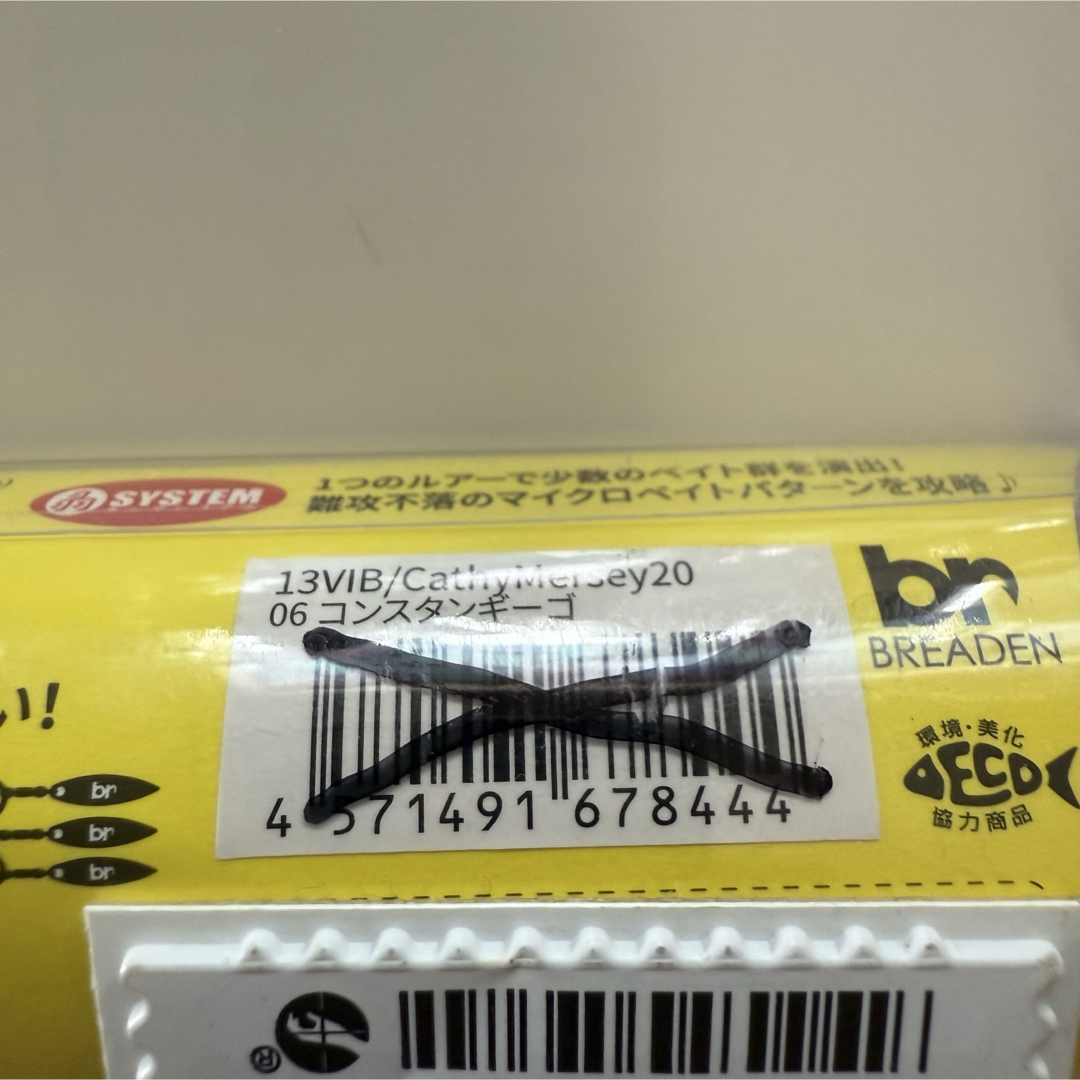 SYSTEM
1つのルアーで少数のベイト群を演出!
難攻不落のマイクロベイトパターンを攻略♪
13VIB/CathyMersey20
06 コンスタンギーゴ
4 571491 678444
br
BREADEN
環境・美化
ECO
協力商品
い!
br
br
br
®